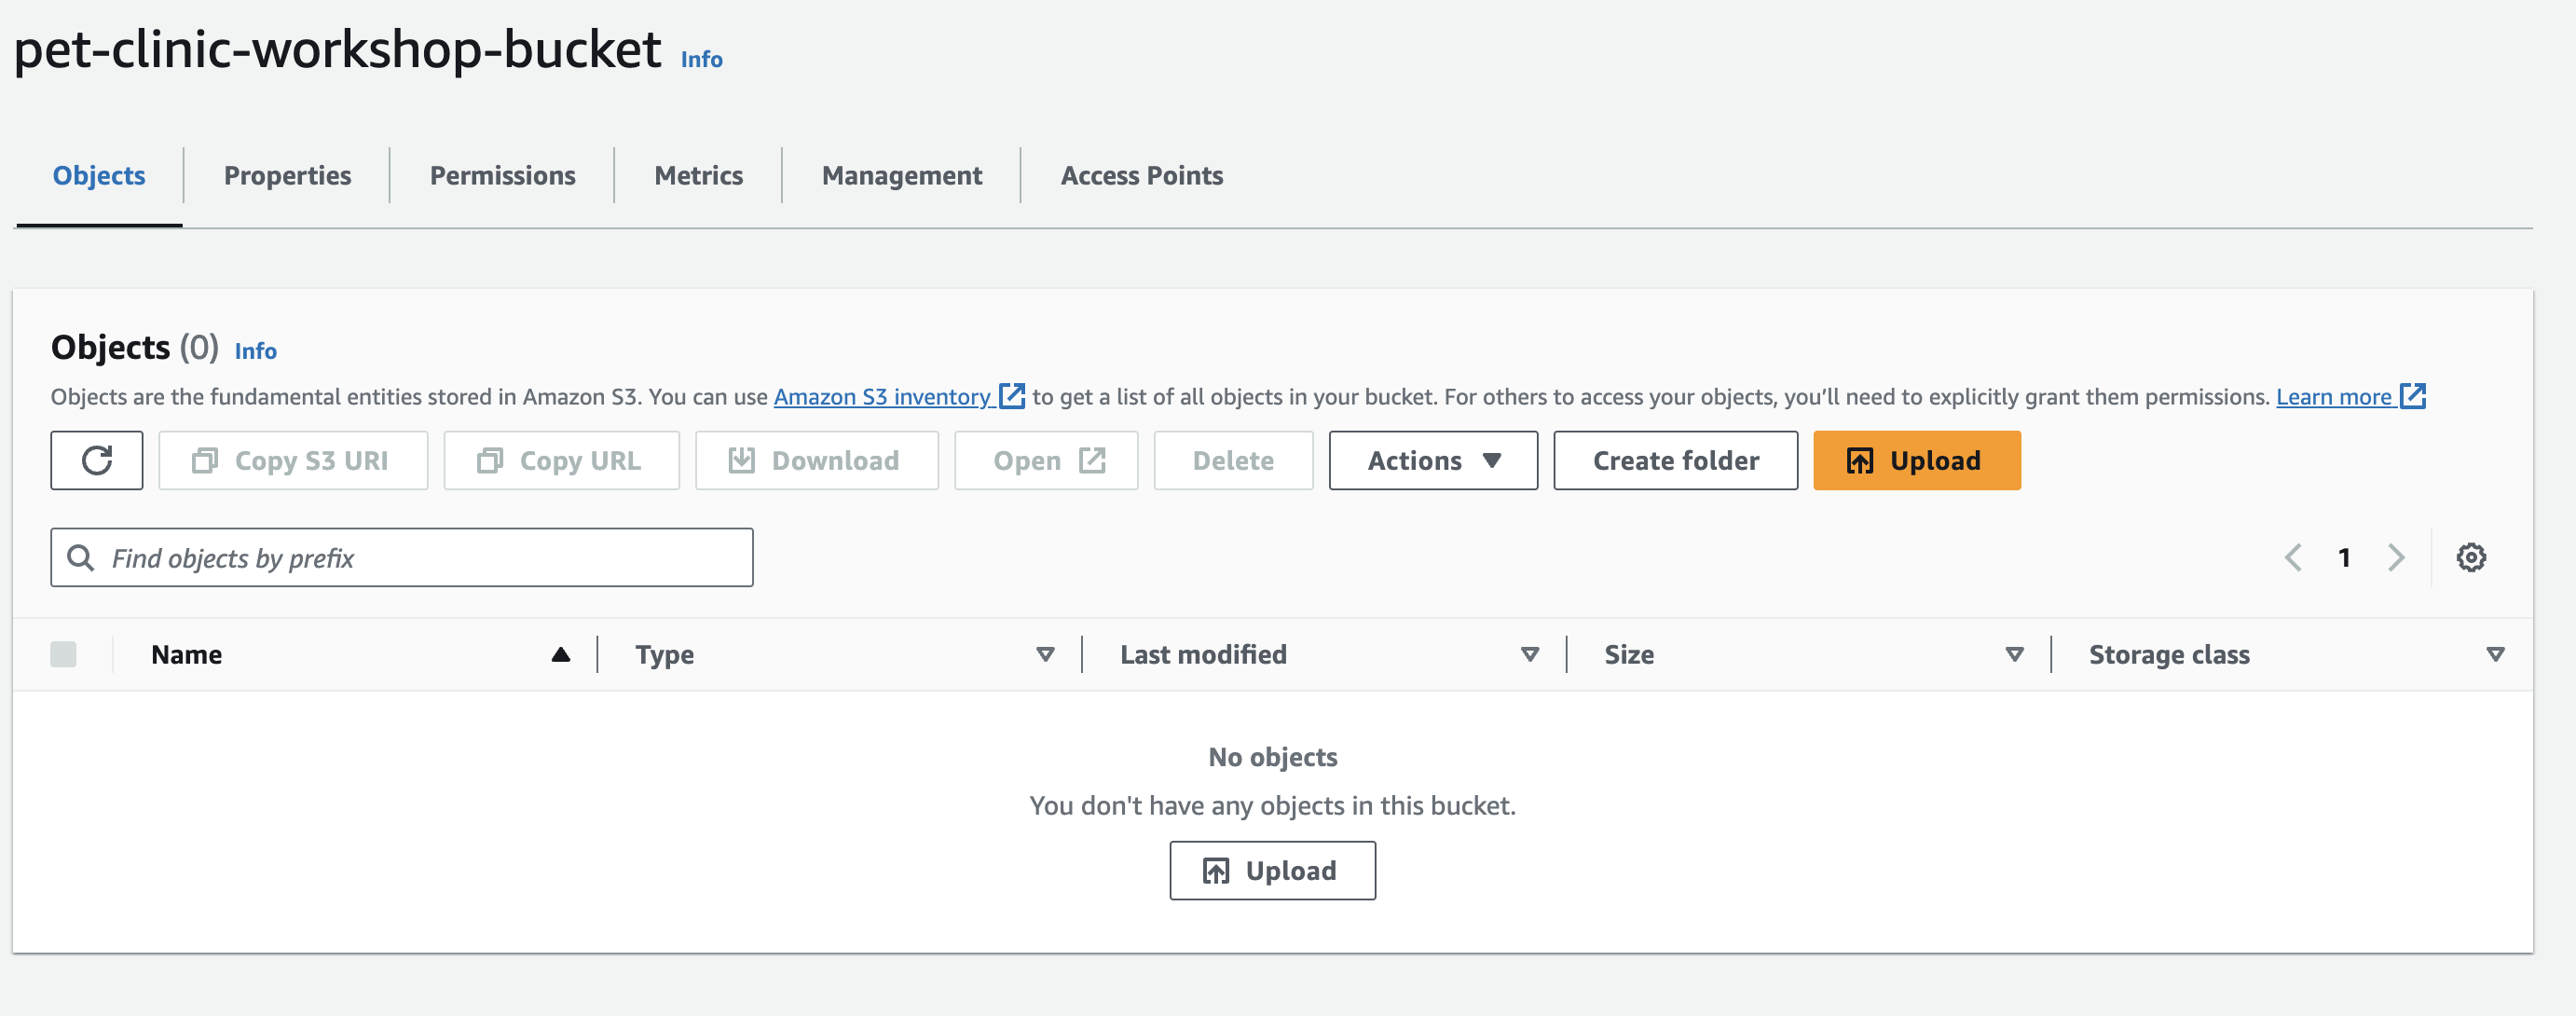 pet-clinic-workshop-bucket Info
Objects Properties Permissions Metrics Management Access Points
Objects (0) Info
Objects are the fundamental entities stored in Amazon S3. You can use Amazon S3 inventory to get a list of all objects in your bucket. For others to access your objects, you’ll need to explicitly grant them permissions. Learn more
Copy S3 URI Copy URL Download Open Delete Actions Create folder Upload
Find objects by prefix 1
Name Type Last modified Size Storage class
No objects
You don't have any objects in this bucket.
Upload